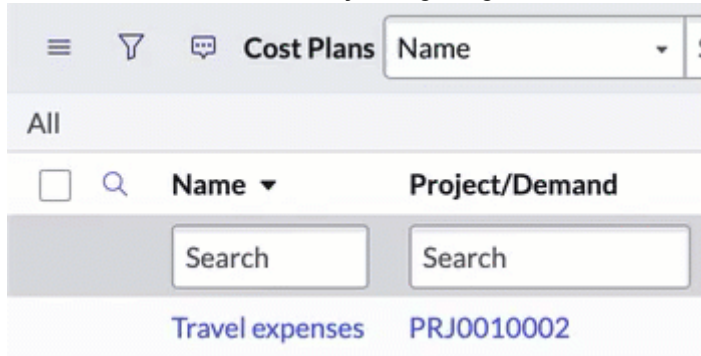 Cost Plans Name
All
Name Project/Demand
Search Search
Travel expenses PRJ0010002